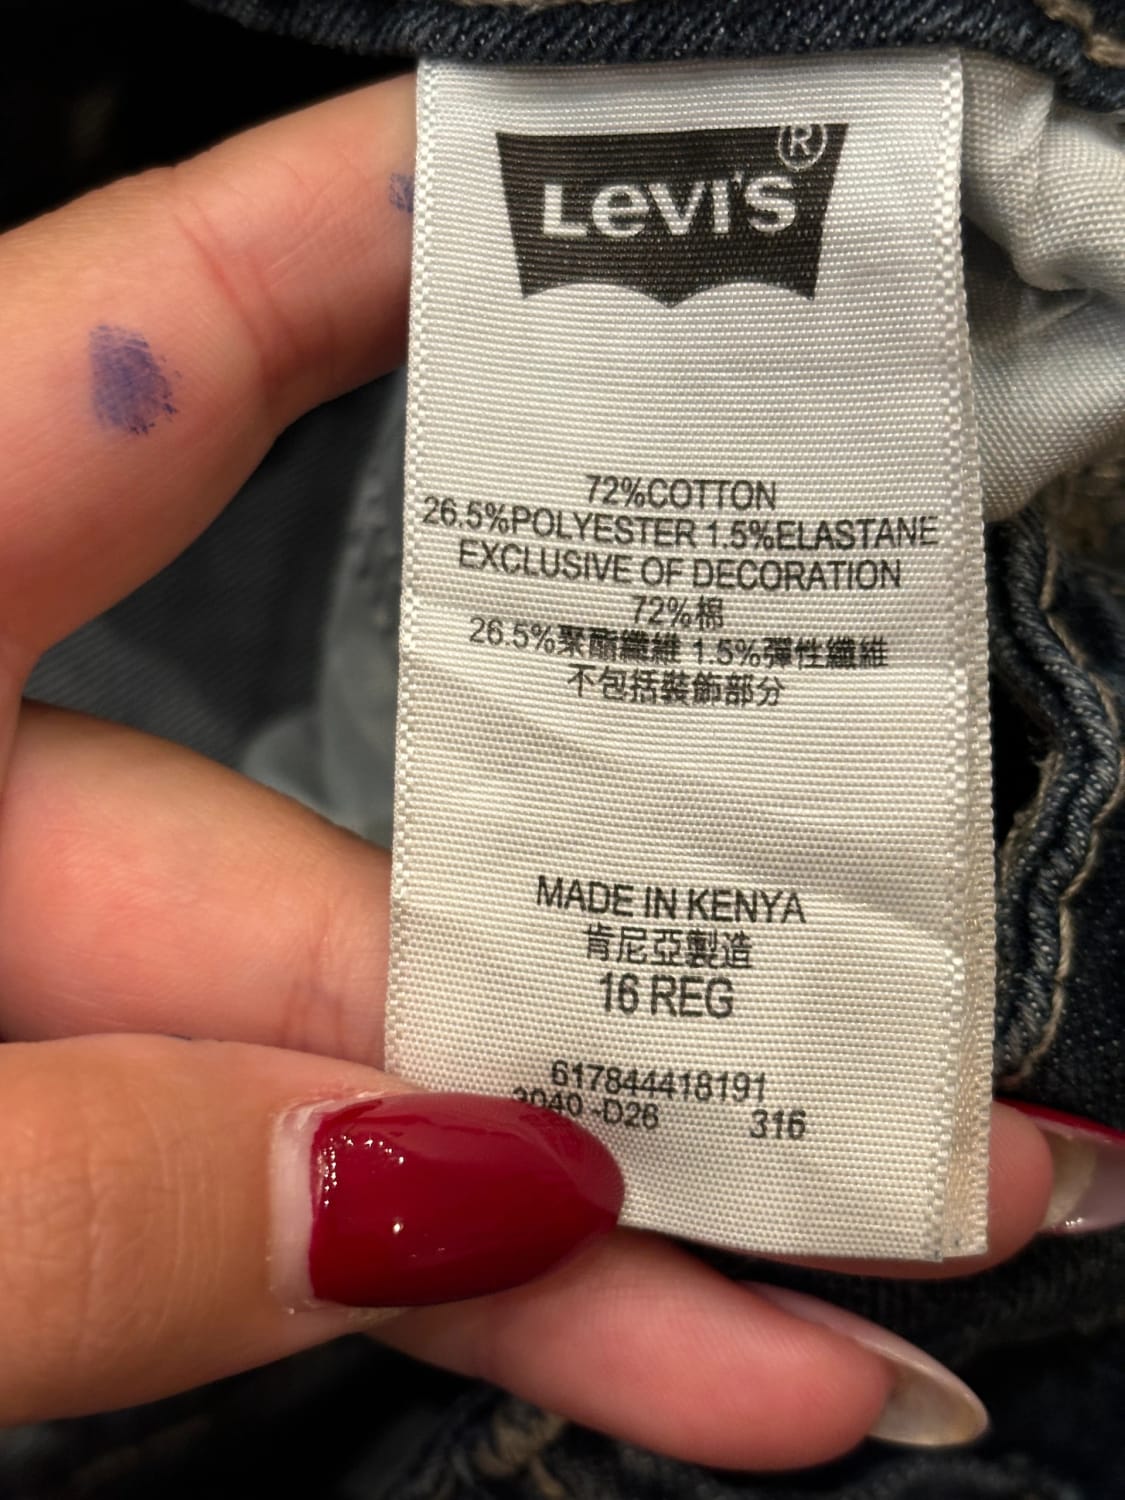 LEVI'S®
72%COTTON
26.5%POLYESTER 1.5%ELASTANE
EXCLUSIVE OF DECORATION
72%棉
26.5%聚酯纖維 1.5%彈性纖維
不包括裝飾部分
MADE IN KENYA
肯尼亞製造
16 REG
617844418191
3040 -D26 316